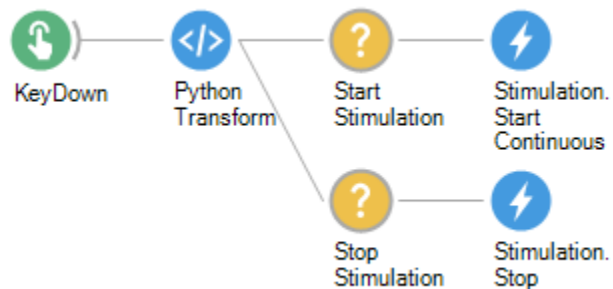 KeyDown
Python
Transform
Start
Stimulation
Stimulation.
Start
Continuous
Stop
Stimulation
Stimulation.
Stop